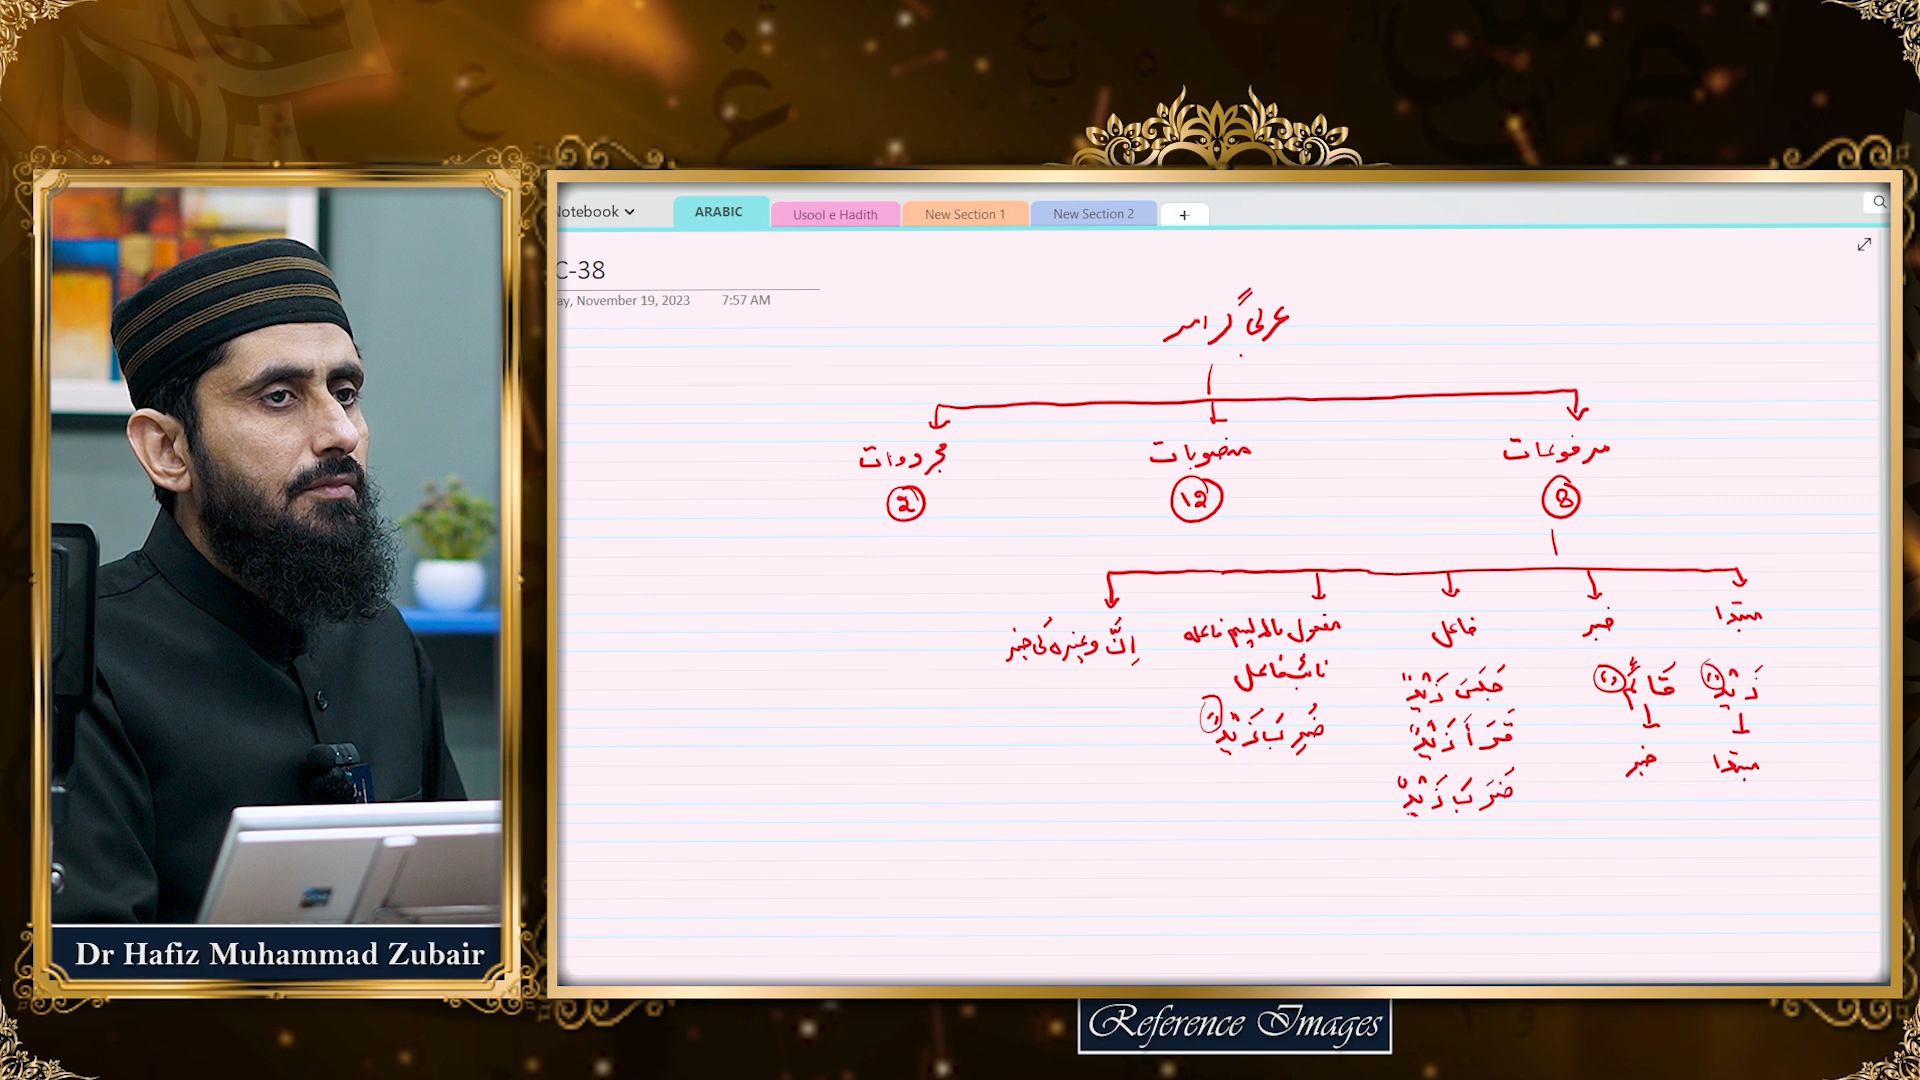 Notebook
ARABIC
Usool e Hadith
New Section 1
New Section 2
+
C-38
ay, November 19, 2023 7:57 AM
عربی گرامر
مرفوعات منصوبات مجرورات
8 12 2
مبتدا خبر فاعل مفعول مالم یسم فاعلہ اِنَّ وغیرہ کی خبر
نائب فاعل
زَیْدٌ قَائِمٌ جَلَسَ زَیْدٌ ضُرِبَ زَیْدٌ
مبتدا خبر قَرَأَ زَیْدٌ
ضَرَبَ زَیْدٌ
Dr Hafiz Muhammad Zubair
Reference Images